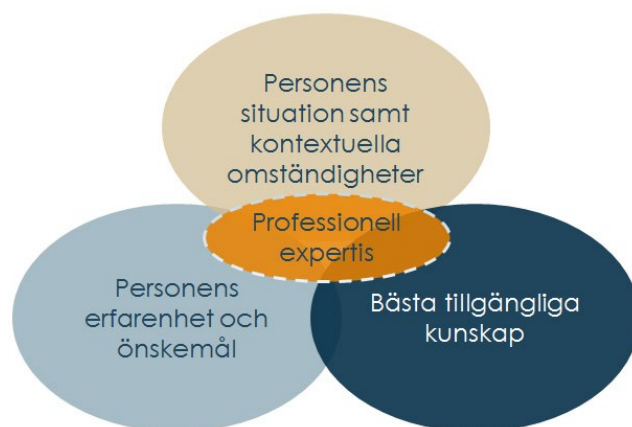 Personens
situation samt
kontextuella
omständigheter
Professionell
expertis
Personens
erfarenhet och
önskemål
Bästa tillgängliga
kunskap